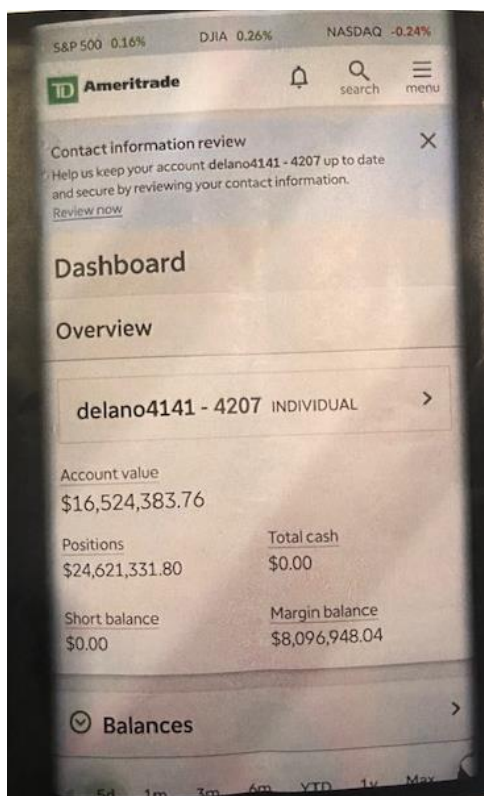 S&P 500 0.16% DJIA 0.26% NASDAQ -0.24%
TD Ameritrade
search menu
Contact information review
Help us keep your account delano4141 - 4207 up to date
and secure by reviewing your contact information.
Review now
Dashboard
Overview
delano4141 - 4207 INDIVIDUAL
Account value
$16,524,383.76
Positions Total cash
$24,621,331.80 $0.00
Short balance Margin balance
$0.00 $8,096,948.04
Balances
5d 1m 3m 6m YTD 1y Max